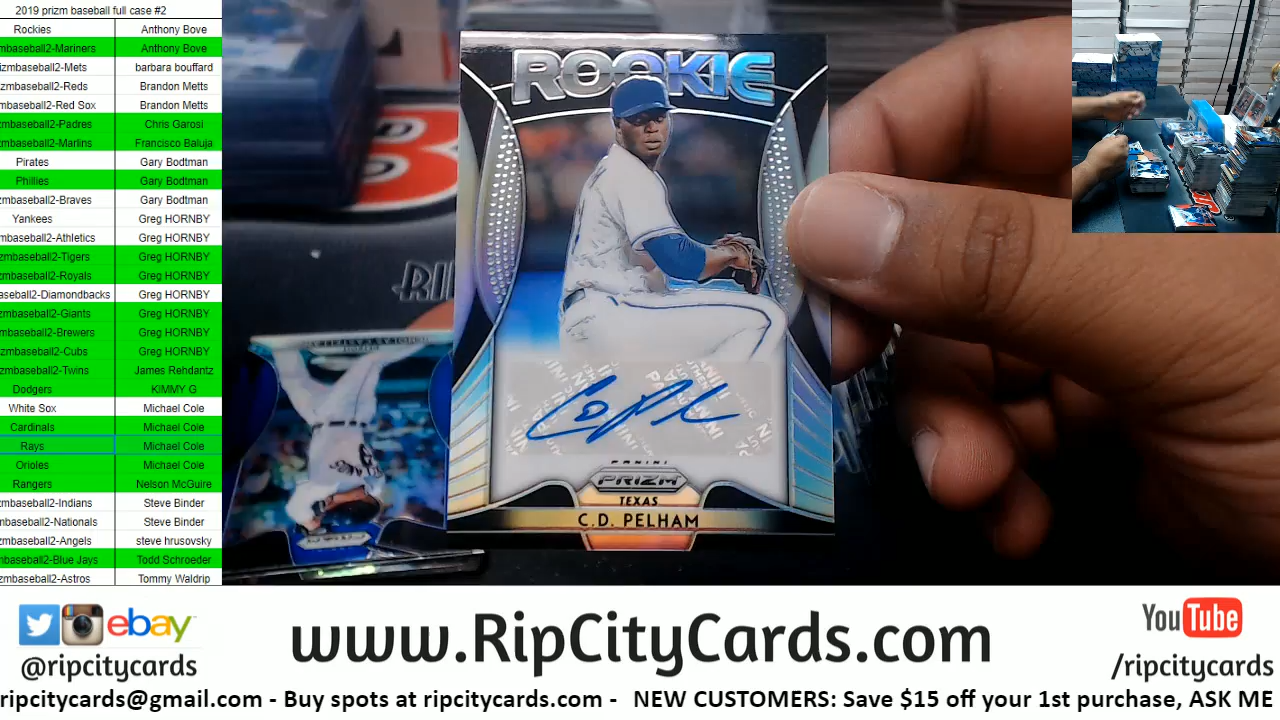 2019 prizm baseball full case #2
Rockies Anthony Bove
mbaseball2-Mariners Anthony Bove
izmbaseball2-Mets barbara bouffard
zmbaseball2-Reds Brandon Metts
mbaseball2-Red Sox Brandon Metts
zmbaseball2-Padres Chris Garosi
zmbaseball2-Marlins Francisco Baluja
Pirates Gary Bodtman
Phillies Gary Bodtman
zmbaseball2-Braves Gary Bodtman
Yankees Greg HORNBY
mbaseball2-Athletics Greg HORNBY
zmbaseball2-Tigers Greg HORNBY
zmbaseball2-Royals Greg HORNBY
aseball2-Diamondbacks Greg HORNBY
zmbaseball2-Giants Greg HORNBY
mbaseball2-Brewers Greg HORNBY
zmbaseball2-Cubs Greg HORNBY
zmbaseball2-Twins James Rehdantz
Dodgers KIMMY G
White Sox Michael Cole
Cardinals Michael Cole
Rays Michael Cole
Orioles Michael Cole
Rangers Nelson McGuire
zmbaseball2-Indians Steve Binder
mbaseball2-Nationals Steve Binder
zmbaseball2-Angels steve hrusovsky
mbaseball2-Blue Jays Todd Schroeder
zmbaseball2-Astros Tommy Waldrip
ROOKIE
PANINI
PRIZM
TEXAS
C.D. PELHAM
ebay
@ripcitycards
www.RipCityCards.com
YouTube
/ripcitycards
ripcitycards@gmail.com - Buy spots at ripcitycards.com - NEW CUSTOMERS: Save $15 off your 1st purchase, ASK ME